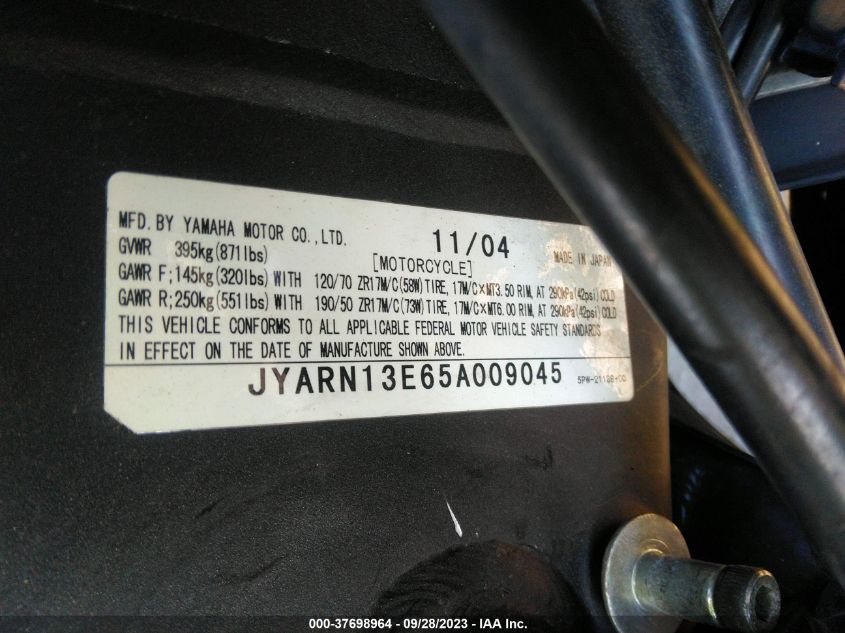 MFD. BY YAMAHA MOTOR CO.,LTD. 11/04 MADE IN JAPAN
GVWR 395kg(871lbs) [MOTORCYCLE]
GAWR F;145kg(320lbs)WITH 120/70 ZR17M/C(58W)TIRE, 17M/C×MT3.50 RIM, AT 290kPa(42psi)COLD
GAWR R;250kg(551lbs)WITH 190/50 ZR17M/C(73W)TIRE, 17M/C×MT6.00 RIM, AT 290kPa(42psi)COLD
THIS VEHICLE CONFORMS TO ALL APPLICABLE FEDERAL MOTOR VEHICLE SAFETY STANDARDS
IN EFFECT ON THE DATE OF MANUFACTURE SHOWN ABOVE.
JYARN13E65A009045
000-37698964 / 09/28/2023 - IAA Inc.